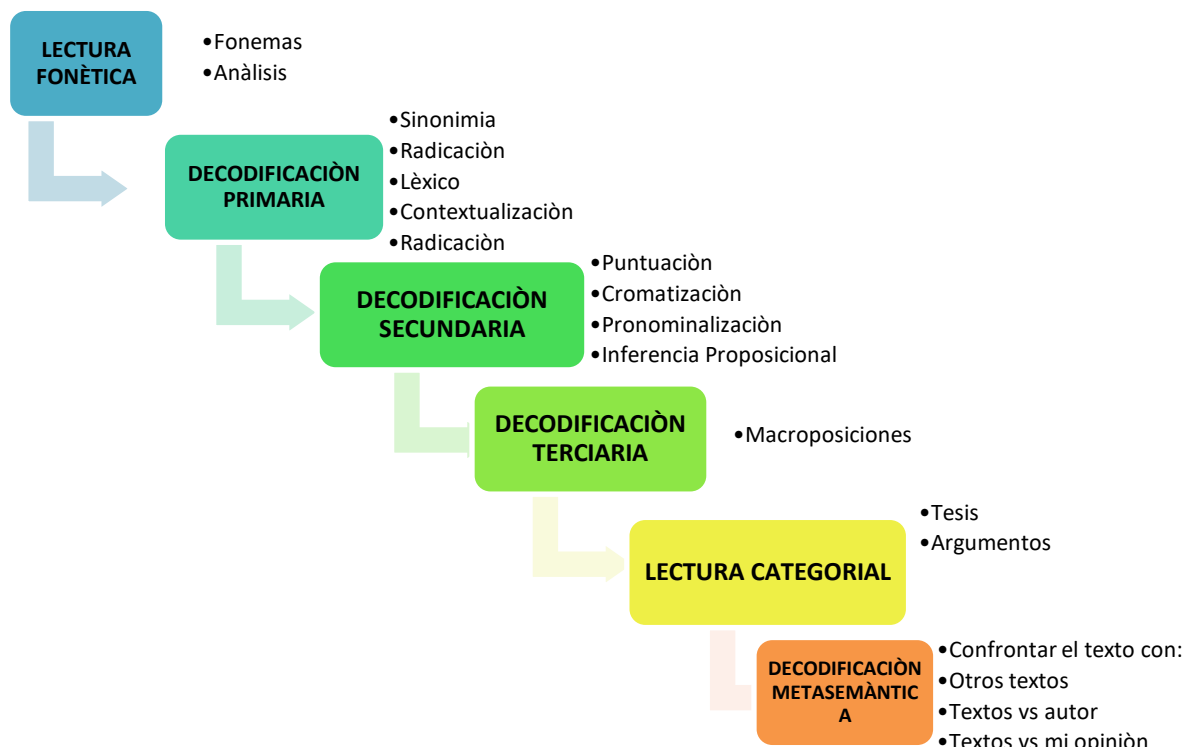 LECTURA
FONÈTICA
•Fonemas
•Anàlisis
DECODIFICACIÒN
PRIMARIA
•Sinonimia
•Radicaciòn
•Lèxico
•Contextualizaciòn
•Radicaciòn
DECODIFICACIÒN
SECUNDARIA
•Puntuaciòn
•Cromatizaciòn
•Pronominalizaciòn
•Inferencia Proposicional
DECODIFICACIÒN
TERCIARIA
•Macroposiciones
LECTURA CATEGORIAL
•Tesis
•Argumentos
DECODIFICACIÒN
METASEMÀNTIC
A
•Confrontar el texto con:
•Otros textos
•Textos vs autor
•Textos vs mi opiniòn